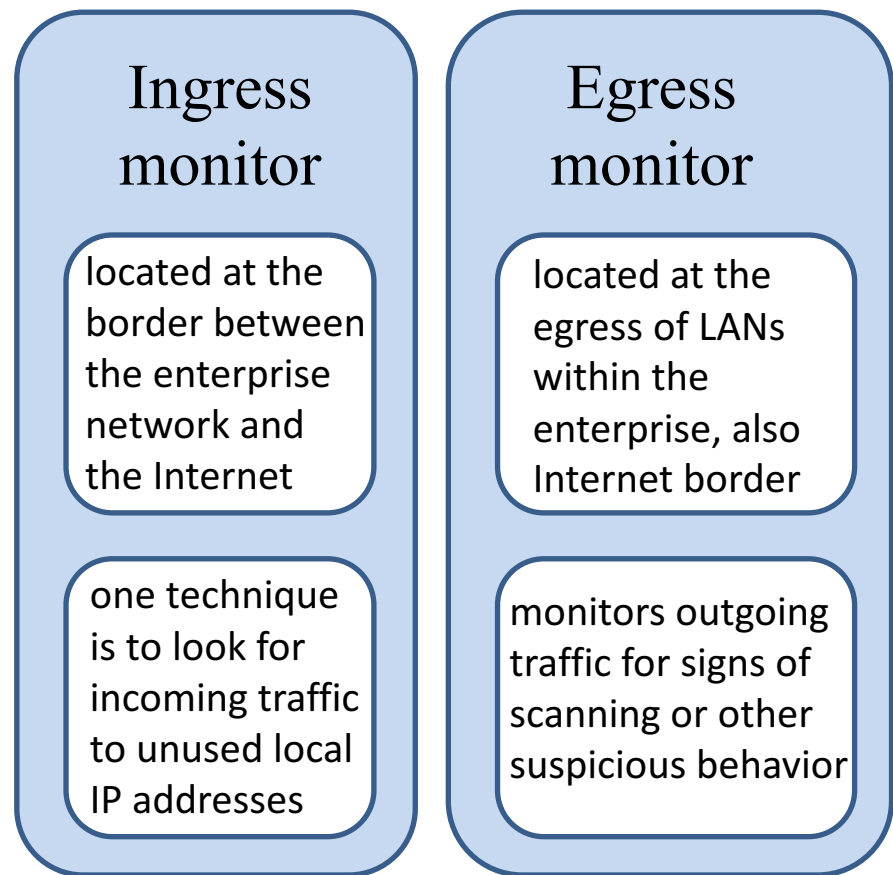 Ingress
monitor
located at the
border between
the enterprise
network and
the Internet
one technique
is to look for
incoming traffic
to unused local
IP addresses
Egress
monitor
located at the
egress of LANs
within the
enterprise, also
Internet border
monitors outgoing
traffic for signs of
scanning or other
suspicious behavior